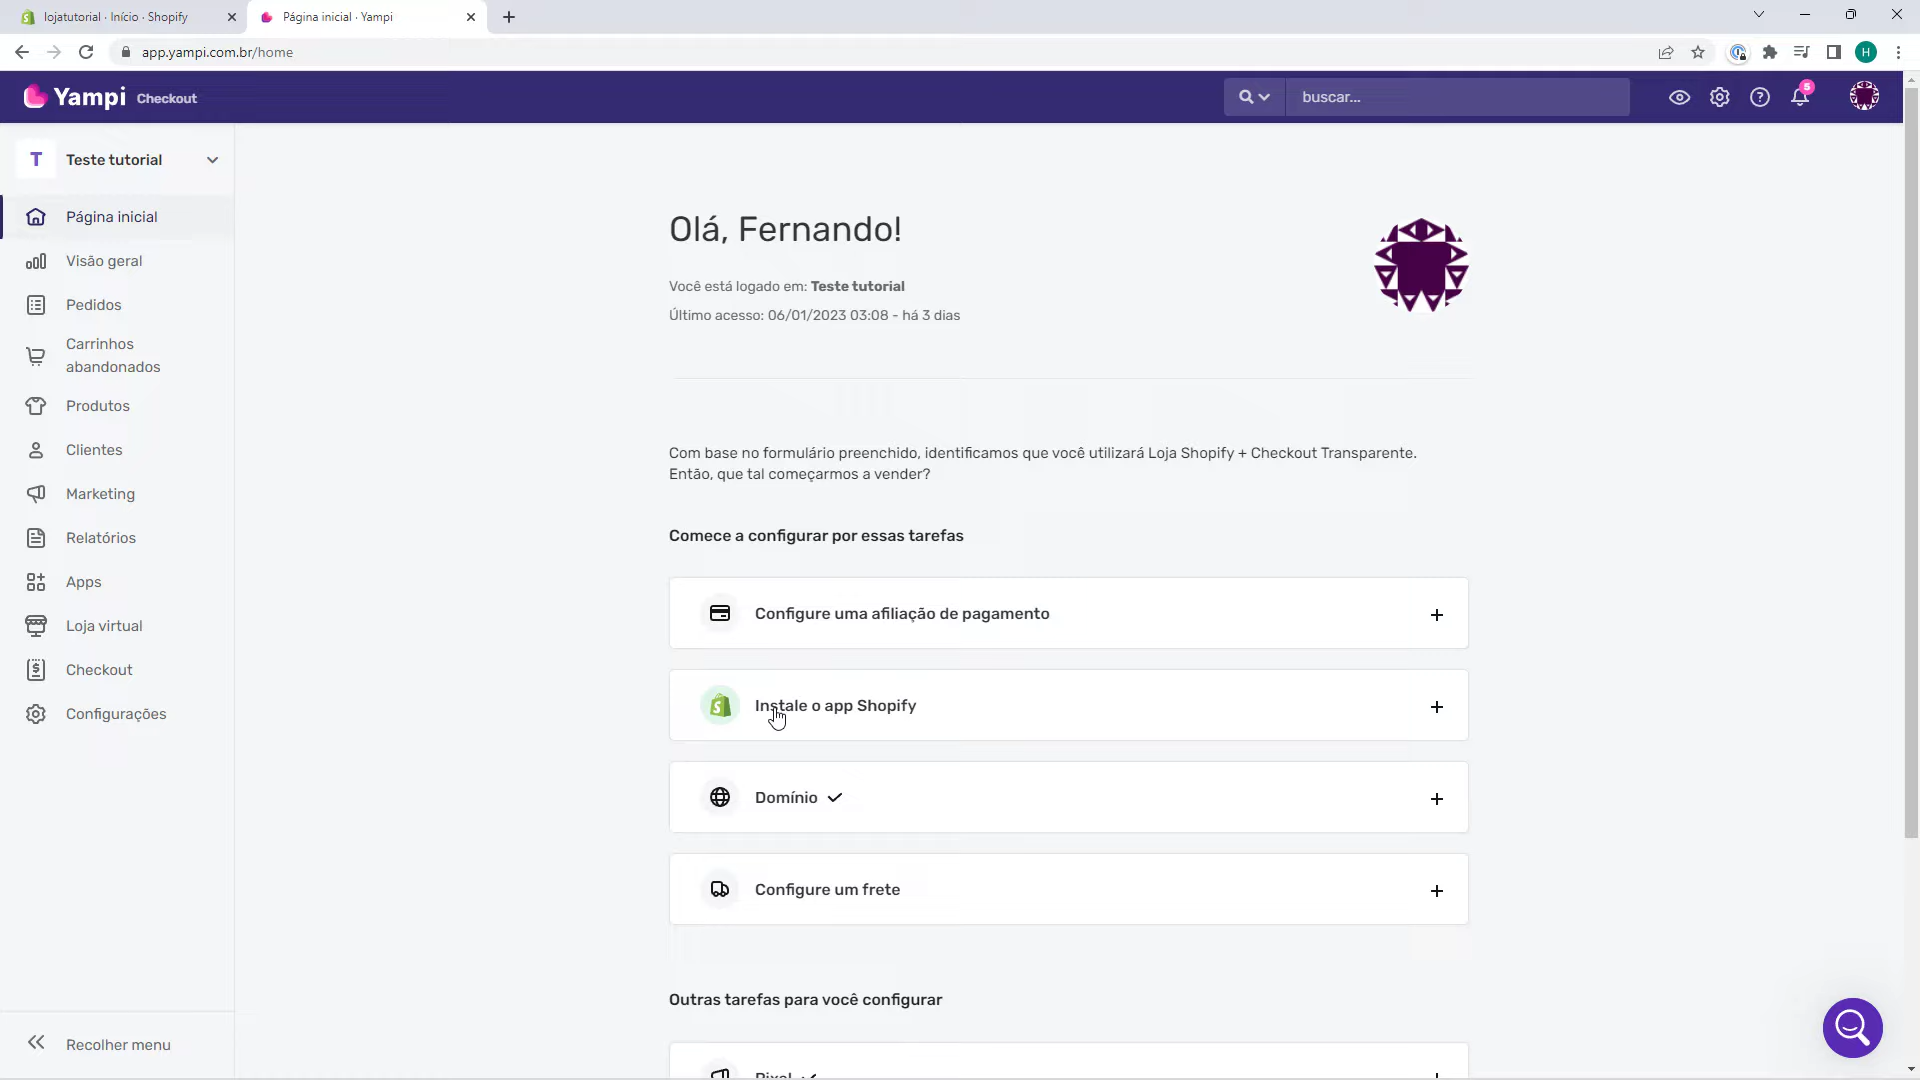 lojatutorial · Início · Shopify
Página inicial · Yampi
app.yampi.com.br/home
H
Yampi Checkout
buscar...
5
T Teste tutorial
Página inicial
Visão geral
Pedidos
Carrinhos
abandonados
Produtos
Clientes
Marketing
Relatórios
Apps
Loja virtual
Checkout
Configurações
Recolher menu
Olá, Fernando!
Você está logado em: Teste tutorial
Último acesso: 06/01/2023 03:08 - há 3 dias
Com base no formulário preenchido, identificamos que você utilizará Loja Shopify + Checkout Transparente.
Então, que tal começarmos a vender?
Comece a configurar por essas tarefas
Configure uma afiliação de pagamento
Instale o app Shopify
Domínio
Configure um frete
Outras tarefas para você configurar
Pixel